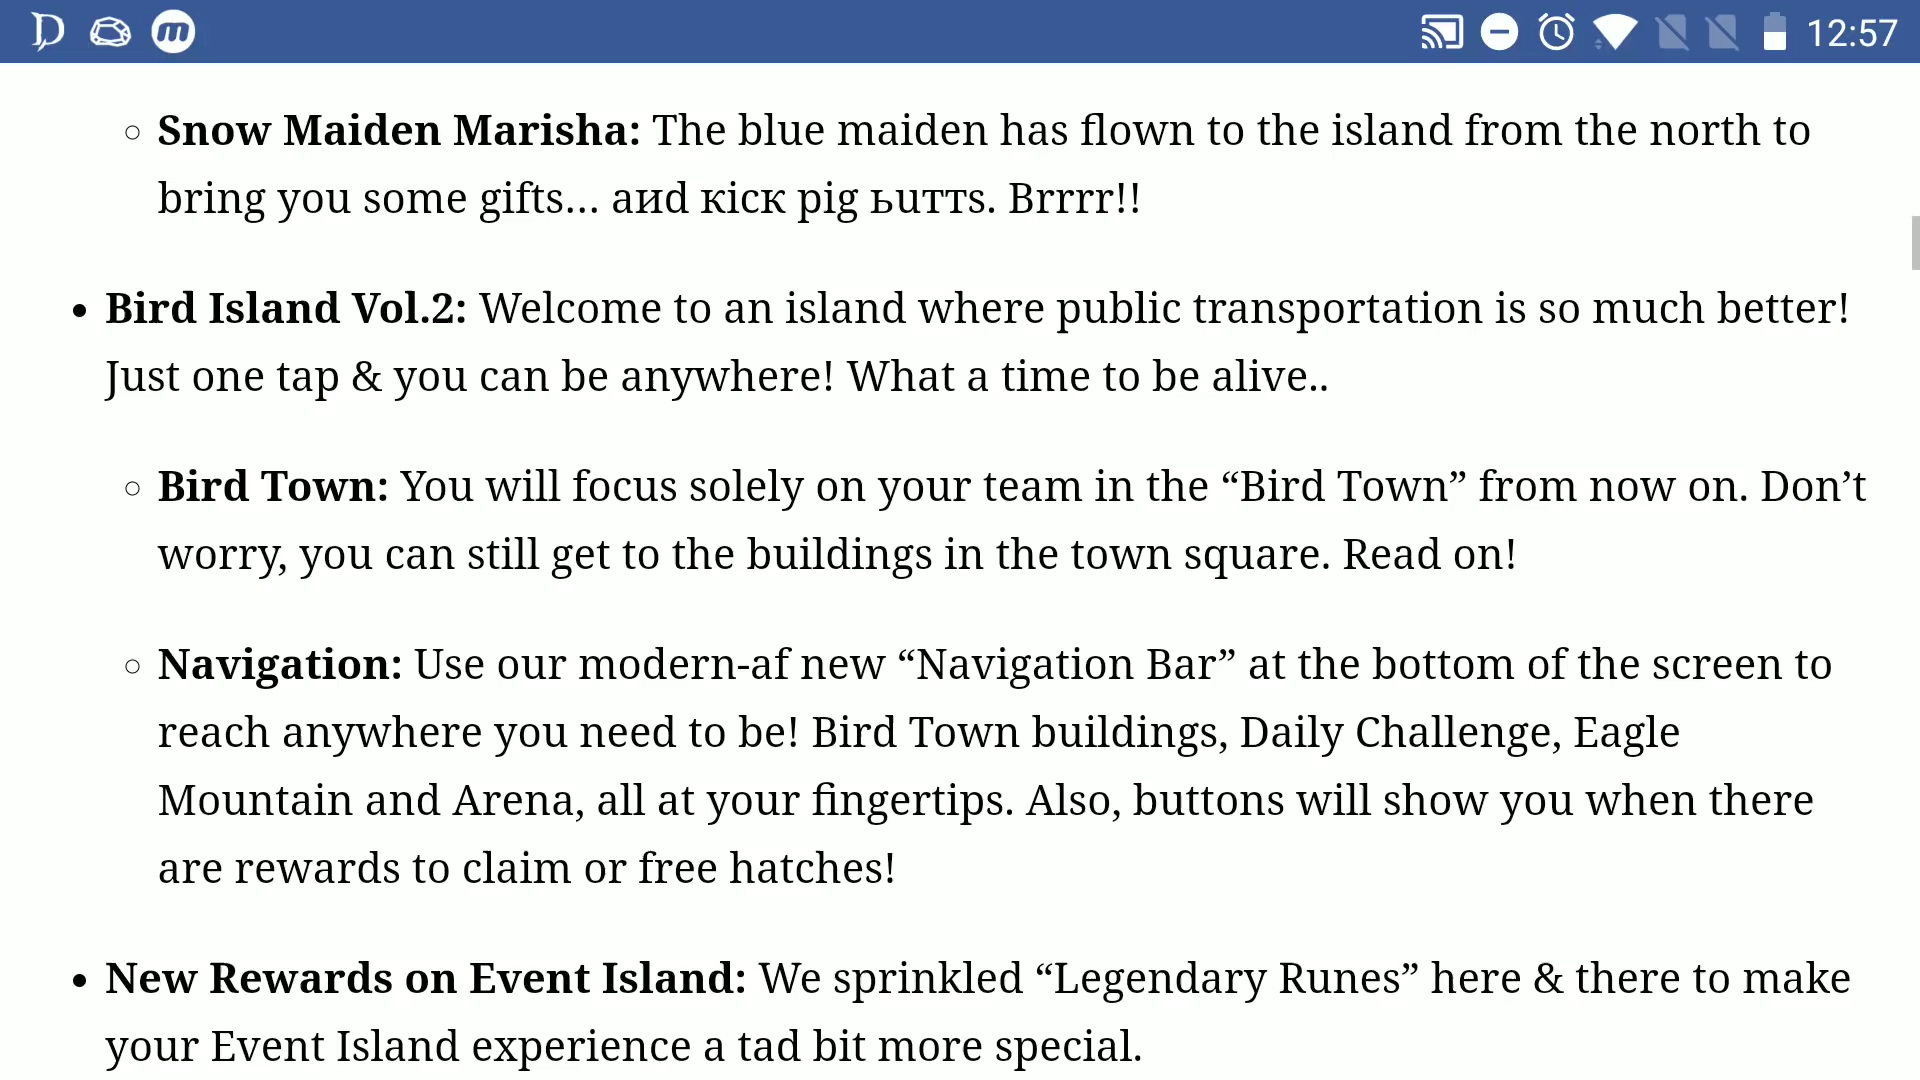 12:57
Snow Maiden Marisha: The blue maiden has flown to the island from the north to
bring you some gifts… aиd кicк pig ьuттs. Brrrr!!
Bird Island Vol.2: Welcome to an island where public transportation is so much better!
Just one tap & you can be anywhere! What a time to be alive..
Bird Town: You will focus solely on your team in the “Bird Town” from now on. Don’t
worry, you can still get to the buildings in the town square. Read on!
Navigation: Use our modern-af new “Navigation Bar” at the bottom of the screen to
reach anywhere you need to be! Bird Town buildings, Daily Challenge, Eagle
Mountain and Arena, all at your fingertips. Also, buttons will show you when there
are rewards to claim or free hatches!
New Rewards on Event Island: We sprinkled “Legendary Runes” here & there to make
your Event Island experience a tad bit more special.